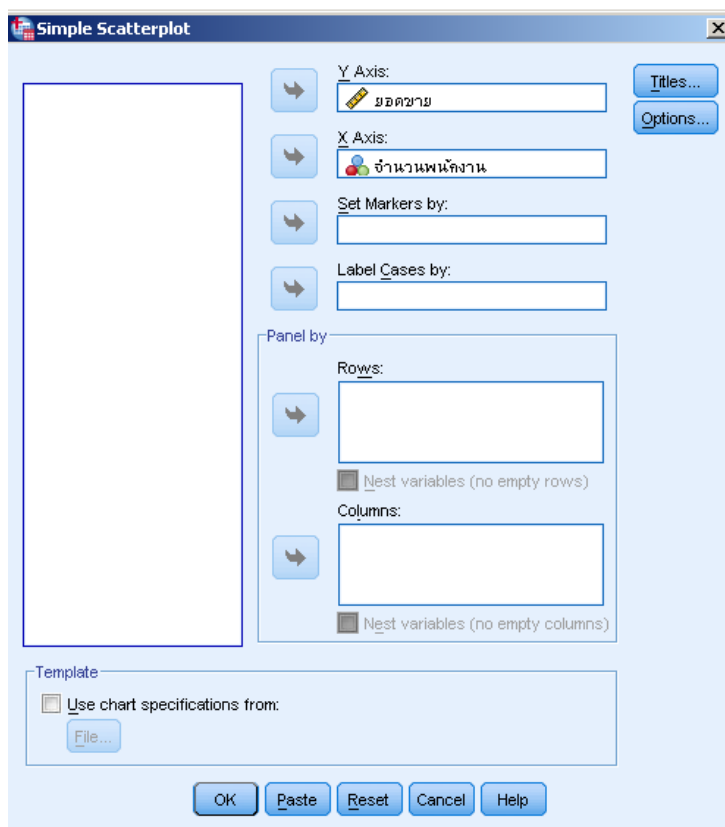 Simple Scatterplot
Y Axis:
ยอดขาย
Titles...
Options...
X Axis:
จำนวนพนักงาน
Set Markers by:
Label Cases by:
Panel by
Rows:
Nest variables (no empty rows)
Columns:
Nest variables (no empty columns)
Template
Use chart specifications from:
File...
OK Paste Reset Cancel Help